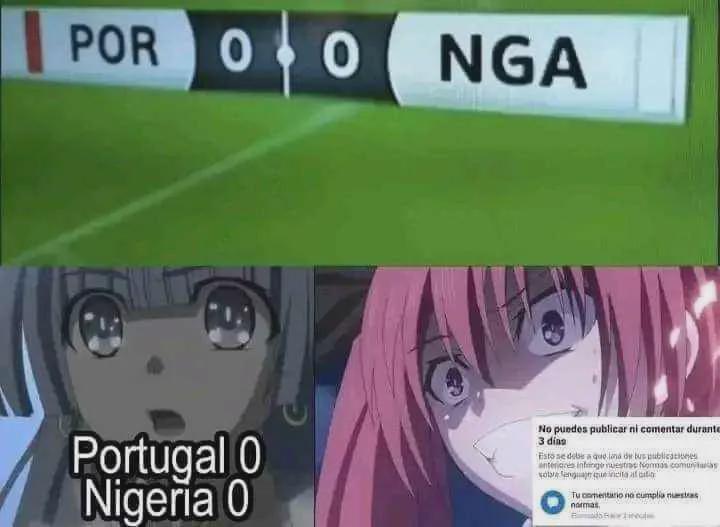 POR 0 0 NGA
Portugal 0
Nigeria 0
No puedes publicar ni comentar durante
3 días
Esto se debe a que una de tus publicaciones
anteriores infringe nuestras Normas comunitarias
sobre lenguaje que incita al odio
Tu comentario no cumplía nuestras
normas.